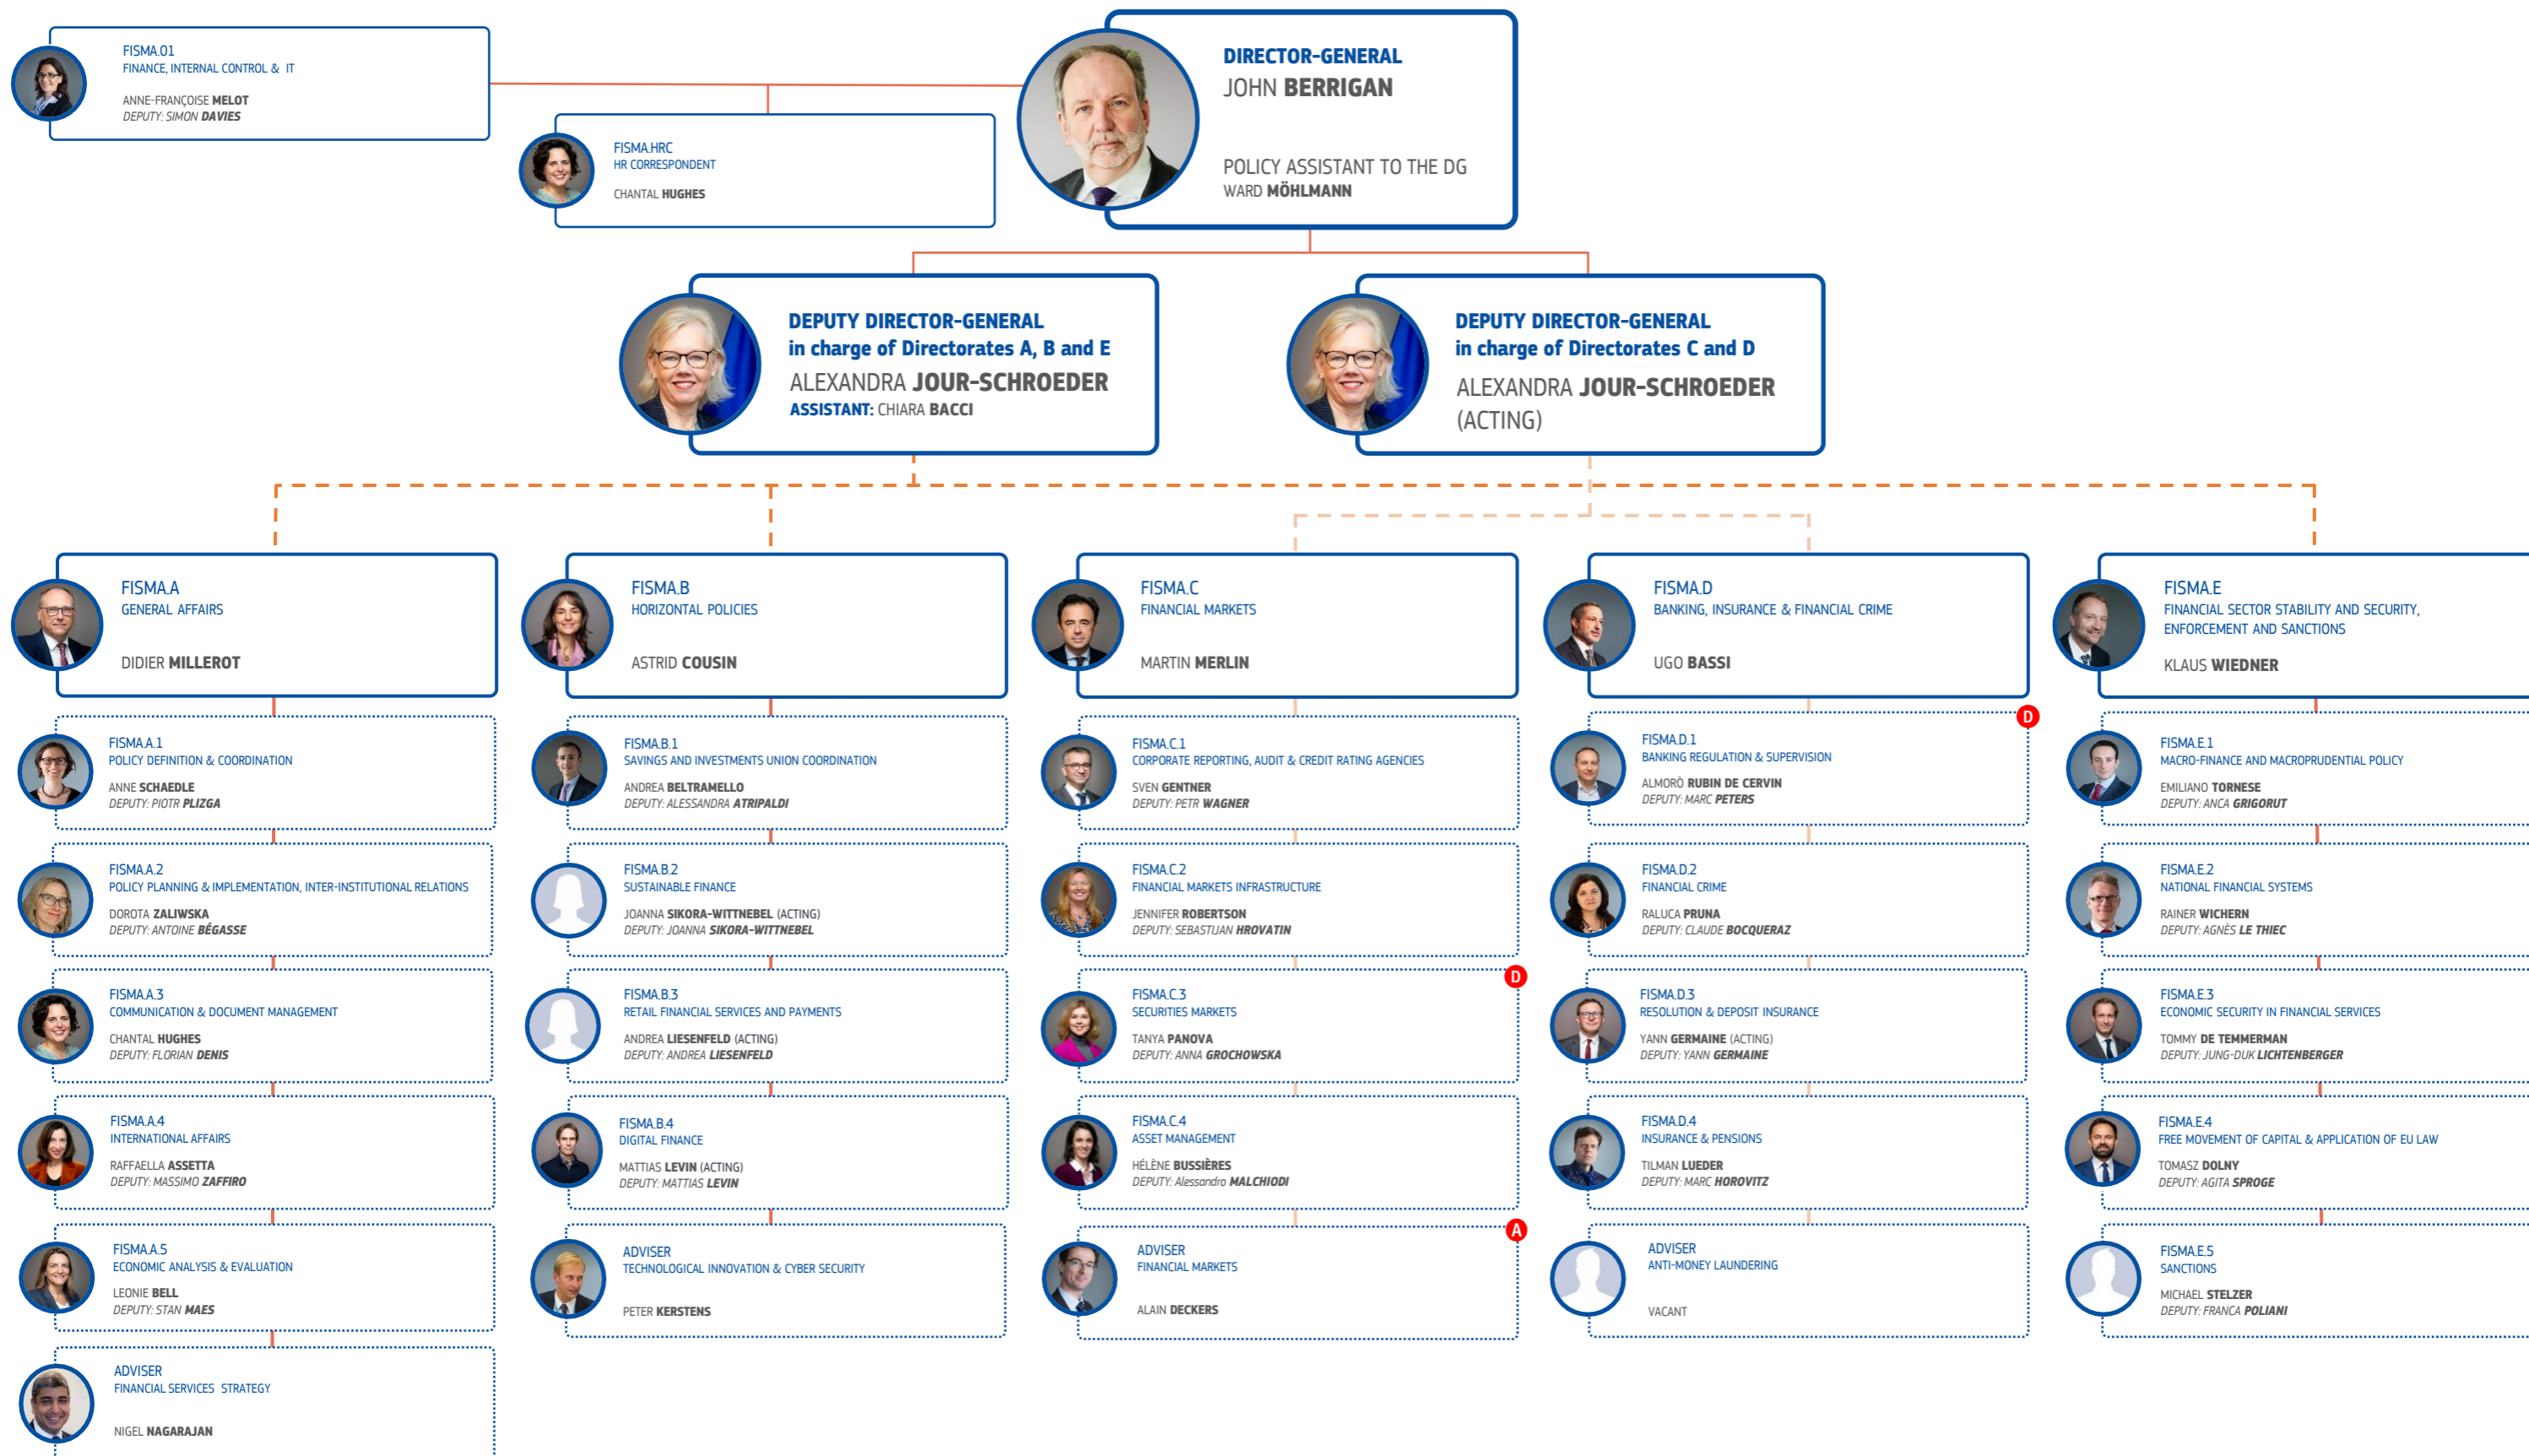 FISMA.01
FINANCE, INTERNAL CONTROL & IT
ANNE-FRANÇOISE MELOT
DEPUTY: SIMON DAVIES
FISMA.HRC
HR CORRESPONDENT
CHANTAL HUGHES
DIRECTOR-GENERAL
JOHN BERRIGAN
POLICY ASSISTANT TO THE DG
WARD MÖHLMANN
DEPUTY DIRECTOR-GENERAL
in charge of Directorates A, B and E
ALEXANDRA JOUR-SCHROEDER
ASSISTANT: CHIARA BACCI
DEPUTY DIRECTOR-GENERAL
in charge of Directorates C and D
ALEXANDRA JOUR-SCHROEDER
(ACTING)
FISMA.A
GENERAL AFFAIRS
DIDIER MILLEROT
FISMA.A.1
POLICY DEFINITION & COORDINATION
ANNE SCHAEDLE
DEPUTY: PIOTR PLIZGA
FISMA.A.2
POLICY PLANNING & IMPLEMENTATION, INTER-INSTITUTIONAL RELATIONS
DOROTA ZALIWSKA
DEPUTY: ANTOINE BÉGASSE
FISMA.A.3
COMMUNICATION & DOCUMENT MANAGEMENT
CHANTAL HUGHES
DEPUTY: FLORIAN DENIS
FISMA.A.4
INTERNATIONAL AFFAIRS
RAFFAELLA ASSETTA
DEPUTY: MASSIMO ZAFFIRO
FISMA.A.5
ECONOMIC ANALYSIS & EVALUATION
LEONIE BELL
DEPUTY: STAN MAES
ADVISER
FINANCIAL SERVICES STRATEGY
NIGEL NAGARAJAN
FISMA.B
HORIZONTAL POLICIES
ASTRID COUSIN
FISMA.B.1
SAVINGS AND INVESTMENTS UNION COORDINATION
ANDREA BELTRAMELLO
DEPUTY: ALESSANDRA ATRIPALDI
FISMA.B.2
SUSTAINABLE FINANCE
JOANNA SIKORA-WITTNEBEL (ACTING)
DEPUTY: JOANNA SIKORA-WITTNEBEL
FISMA.B.3
RETAIL FINANCIAL SERVICES AND PAYMENTS
ANDREA LIESENFELD (ACTING)
DEPUTY: ANDREA LIESENFELD
FISMA.B.4
DIGITAL FINANCE
MATTIAS LEVIN (ACTING)
DEPUTY: MATTIAS LEVIN
ADVISER
TECHNOLOGICAL INNOVATION & CYBER SECURITY
PETER KERSTENS
FISMA.C
FINANCIAL MARKETS
MARTIN MERLIN
FISMA.C.1
CORPORATE REPORTING, AUDIT & CREDIT RATING AGENCIES
SVEN GENTNER
DEPUTY: PETR WAGNER
FISMA.C.2
FINANCIAL MARKETS INFRASTRUCTURE
JENNIFER ROBERTSON
DEPUTY: SEBASTIJAN HROVATIN
D
FISMA.C.3
SECURITIES MARKETS
TANYA PANOVA
DEPUTY: ANNA GROCHOWSKA
FISMA.C.4
ASSET MANAGEMENT
HÉLÈNE BUSSIÈRES
DEPUTY: Alessandro MALCHIODI
A
ADVISER
FINANCIAL MARKETS
ALAIN DECKERS
FISMA.D
BANKING, INSURANCE & FINANCIAL CRIME
UGO BASSI
D
FISMA.D.1
BANKING REGULATION & SUPERVISION
ALMORÒ RUBIN DE CERVIN
DEPUTY: MARC PETERS
FISMA.D.2
FINANCIAL CRIME
RALUCA PRUNA
DEPUTY: CLAUDE BOCQUERAZ
FISMA.D.3
RESOLUTION & DEPOSIT INSURANCE
YANN GERMAINE (ACTING)
DEPUTY: YANN GERMAINE
FISMA.D.4
INSURANCE & PENSIONS
TILMAN LUEDER
DEPUTY: MARC HOROVITZ
ADVISER
ANTI-MONEY LAUNDERING
VACANT
FISMA.E
FINANCIAL SECTOR STABILITY AND SECURITY,
ENFORCEMENT AND SANCTIONS
KLAUS WIEDNER
FISMA.E.1
MACRO-FINANCE AND MACROPRUDENTIAL POLICY
EMILIANO TORNESE
DEPUTY: ANCA GRIGORUT
FISMA.E.2
NATIONAL FINANCIAL SYSTEMS
RAINER WICHERN
DEPUTY: AGNÈS LE THIEC
FISMA.E.3
ECONOMIC SECURITY IN FINANCIAL SERVICES
TOMMY DE TEMMERMAN
DEPUTY: JUNG-DUK LICHTENBERGER
FISMA.E.4
FREE MOVEMENT OF CAPITAL & APPLICATION OF EU LAW
TOMASZ DOLNY
DEPUTY: AGITA SPROGE
FISMA.E.5
SANCTIONS
MICHAEL STELZER
DEPUTY: FRANCA POLIANI